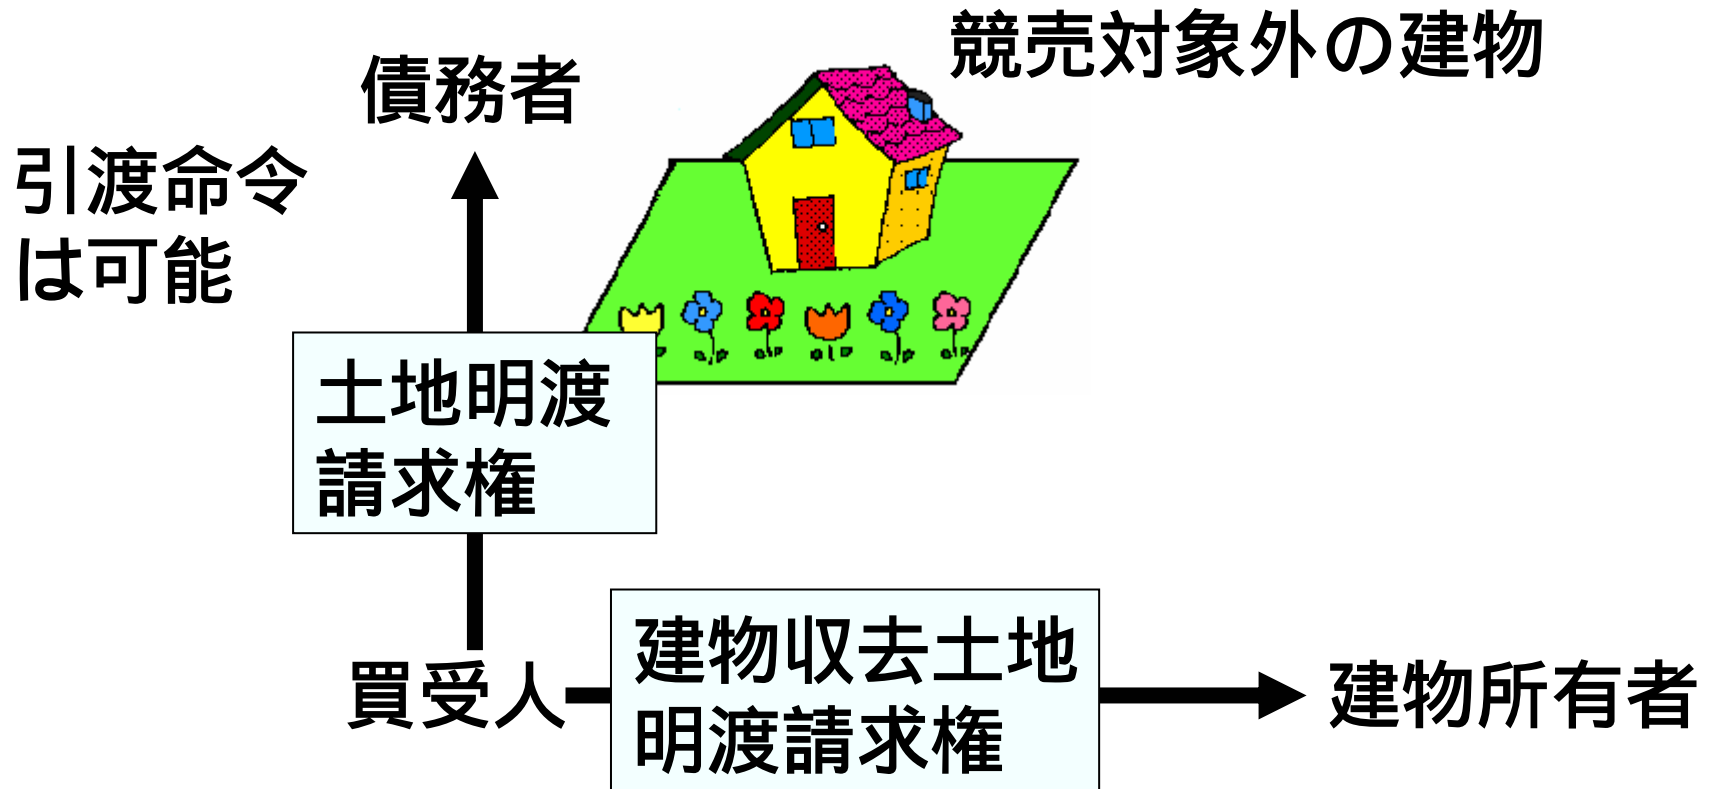 競売対象外の建物
債務者
引渡命令
は可能
土地明渡
請求権
建物収去土地
明渡請求権
買受人
建物所有者